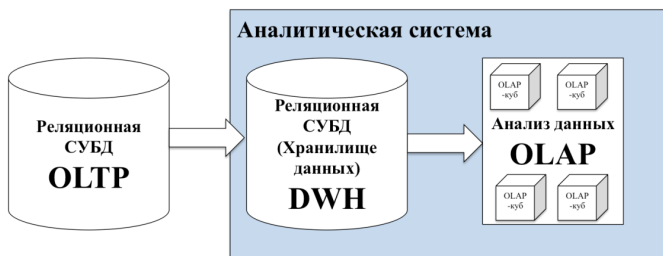 Аналитическая система
Реляционная
СУБД
OLTP
Реляционная
СУБД
(Хранилище
данных)
DWH
OLAP
-куб
OLAP
-куб
Анализ данных
OLAP
OLAP
-куб
OLAP
-куб